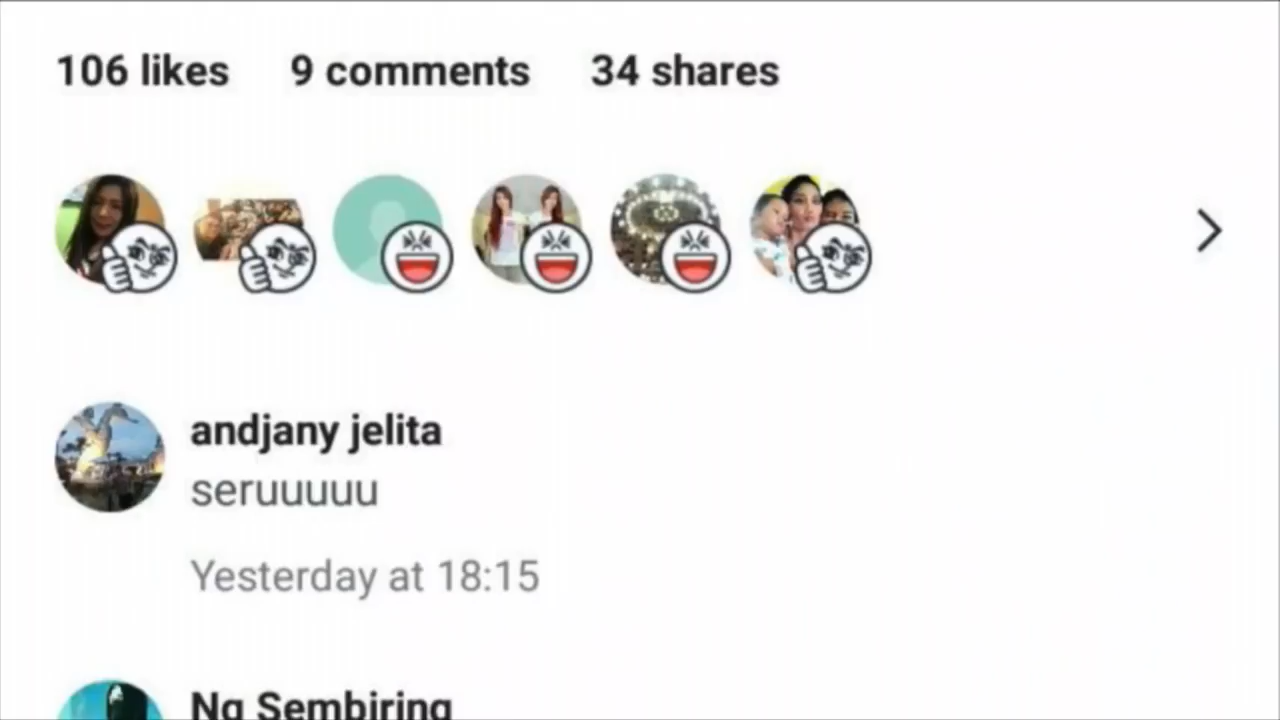 106 likes 9 comments 34 shares
andjany jelita
seruuuuu
Yesterday at 18:15
Ng Sembiring